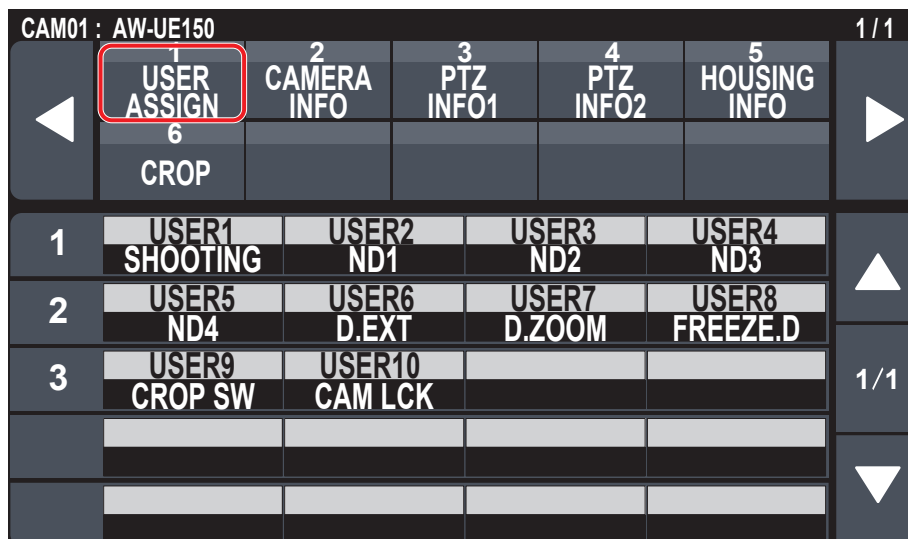 CAM01 : AW-UE150 1 / 1
1 2 3 4 5
USER CAMERA PTZ PTZ HOUSING
ASSIGN INFO INFO1 INFO2 INFO
6
CROP
1 USER1 USER2 USER3 USER4
SHOOTING ND1 ND2 ND3
2 USER5 USER6 USER7 USER8
ND4 D.EXT D.ZOOM FREEZE.D
3 USER9 USER10 1/1
CROP SW CAM LCK